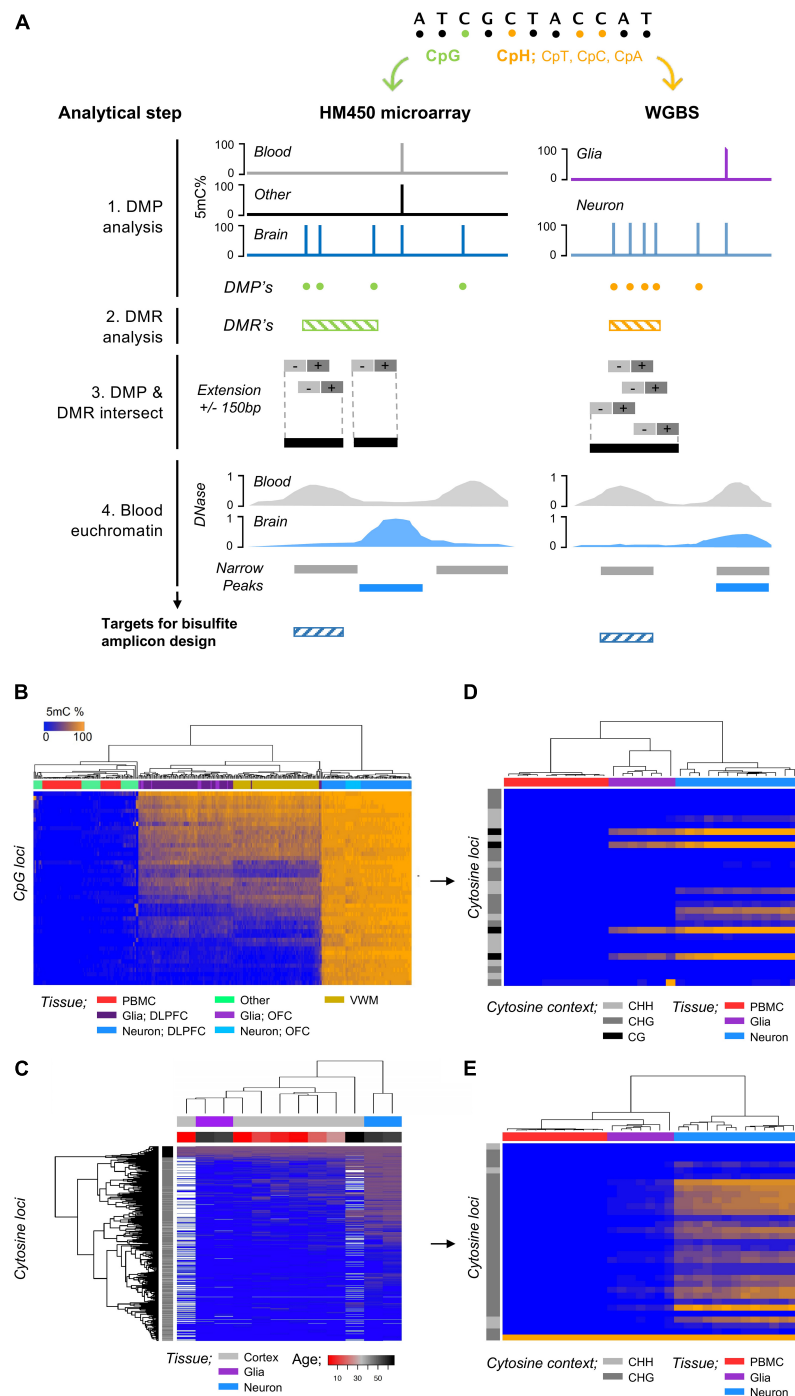 A
A T C G C T A C C A T
CpG
CpH; CpT, CpC, CpA
Analytical step
HM450 microarray
WGBS
1. DMP
analysis
5mC%
100
0
Blood
100
0
Other
100
0
Brain
100
0
Glia
Neuron
100
0
DMP's
2. DMR
analysis
DMR's
3. DMP &
DMR intersect
Extension
+/- 150bp
- + - +
- +
- +
- +
- +
- +
4. Blood
euchromatin
DNase
1
0
Blood
1
0
Brain
1
0
1
0
Narrow
Peaks
Targets for bisulfite
amplicon design
B
5mC %
0 100
CpG loci
Tissue; PBMC Other VWM
Glia; DLPFC Glia; OFC
Neuron; DLPFC Neuron; OFC
D
Cytosine loci
Cytosine context; CHH Tissue; PBMC
CHG Glia
CG Neuron
C
Cytosine loci
Tissue; Cortex Age; 10 30 50
Glia
Neuron
E
Cytosine loci
Cytosine context; CHH Tissue; PBMC
CHG Glia
Neuron